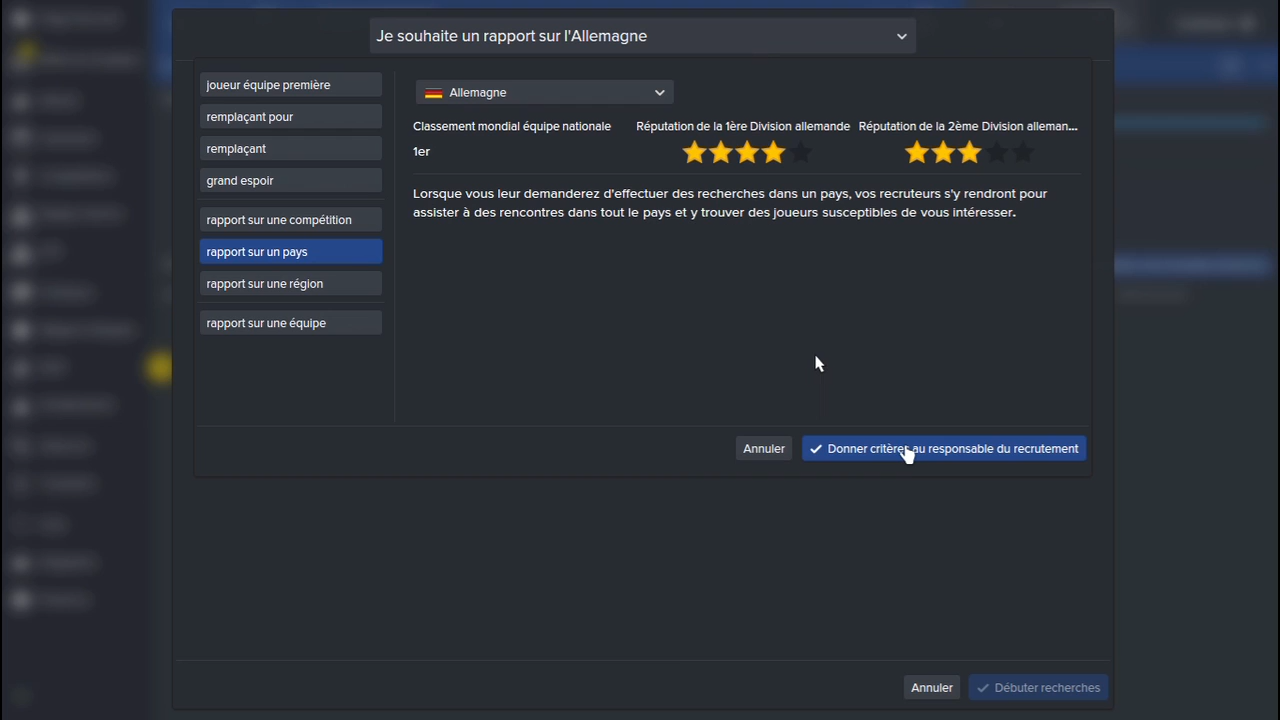 Je souhaite un rapport sur l'Allemagne
joueur équipe première
remplaçant pour
remplaçant
grand espoir
rapport sur une compétition
rapport sur un pays
rapport sur une région
rapport sur une équipe
Allemagne
Classement mondial équipe nationale
Réputation de la 1ère Division allemande
Réputation de la 2ème Division alleman...
1er
Lorsque vous leur demanderez d'effectuer des recherches dans un pays, vos recruteurs s'y rendront pour
assister à des rencontres dans tout le pays et y trouver des joueurs susceptibles de vous intéresser.
Annuler
Donner critères au responsable du recrutement
Annuler
Débuter recherches